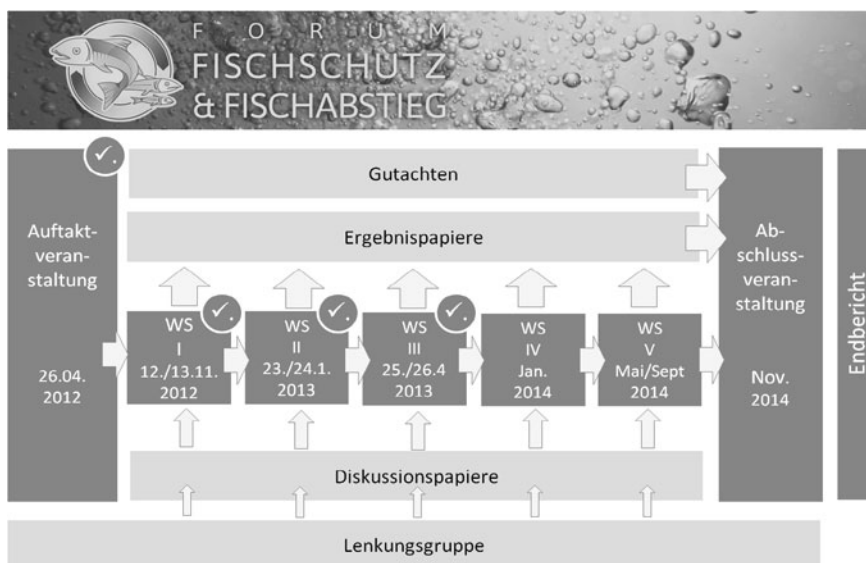 FORUM
FISCHSCHUTZ
& FISCHABSTIEG
Auftakt-
veran-
staltung
26.04.
2012
Gutachten
Ergebnispapiere
WS
I
12./13.11.
2012
WS
II
23./24.1.
2013
WS
III
25./26.4
2013
WS
IV
Jan.
2014
WS
V
Mai/Sept
2014
Diskussionspapiere
Lenkungsgruppe
Ab-
schluss-
veran-
staltung
Nov.
2014
Endbericht